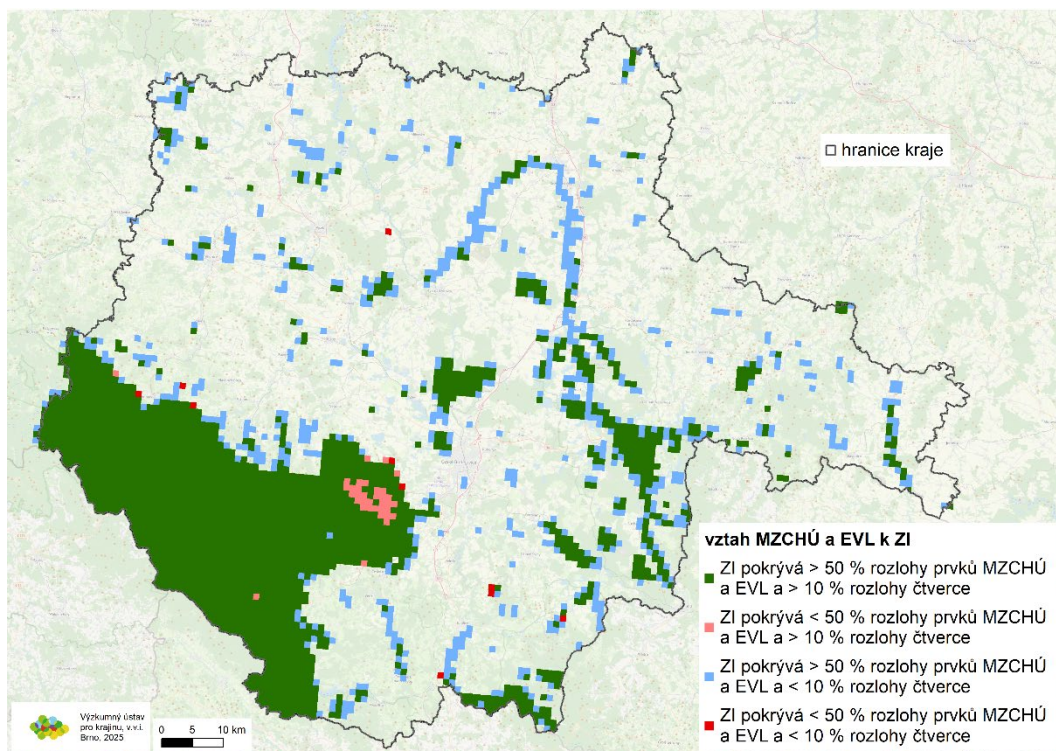 hranice kraje
vztah MZCHÚ a EVL k ZI
ZI pokrývá > 50 % rozlohy prvků MZCHÚ
a EVL a > 10 % rozlohy čtverce
ZI pokrývá < 50 % rozlohy prvků MZCHÚ
a EVL a > 10 % rozlohy čtverce
ZI pokrývá > 50 % rozlohy prvků MZCHÚ
a EVL a < 10 % rozlohy čtverce
ZI pokrývá < 50 % rozlohy prvků MZCHÚ
a EVL a < 10 % rozlohy čtverce
Výzkumný ústav
pro krajinu, v.v.i.
Brno, 2025
0 5 10 km